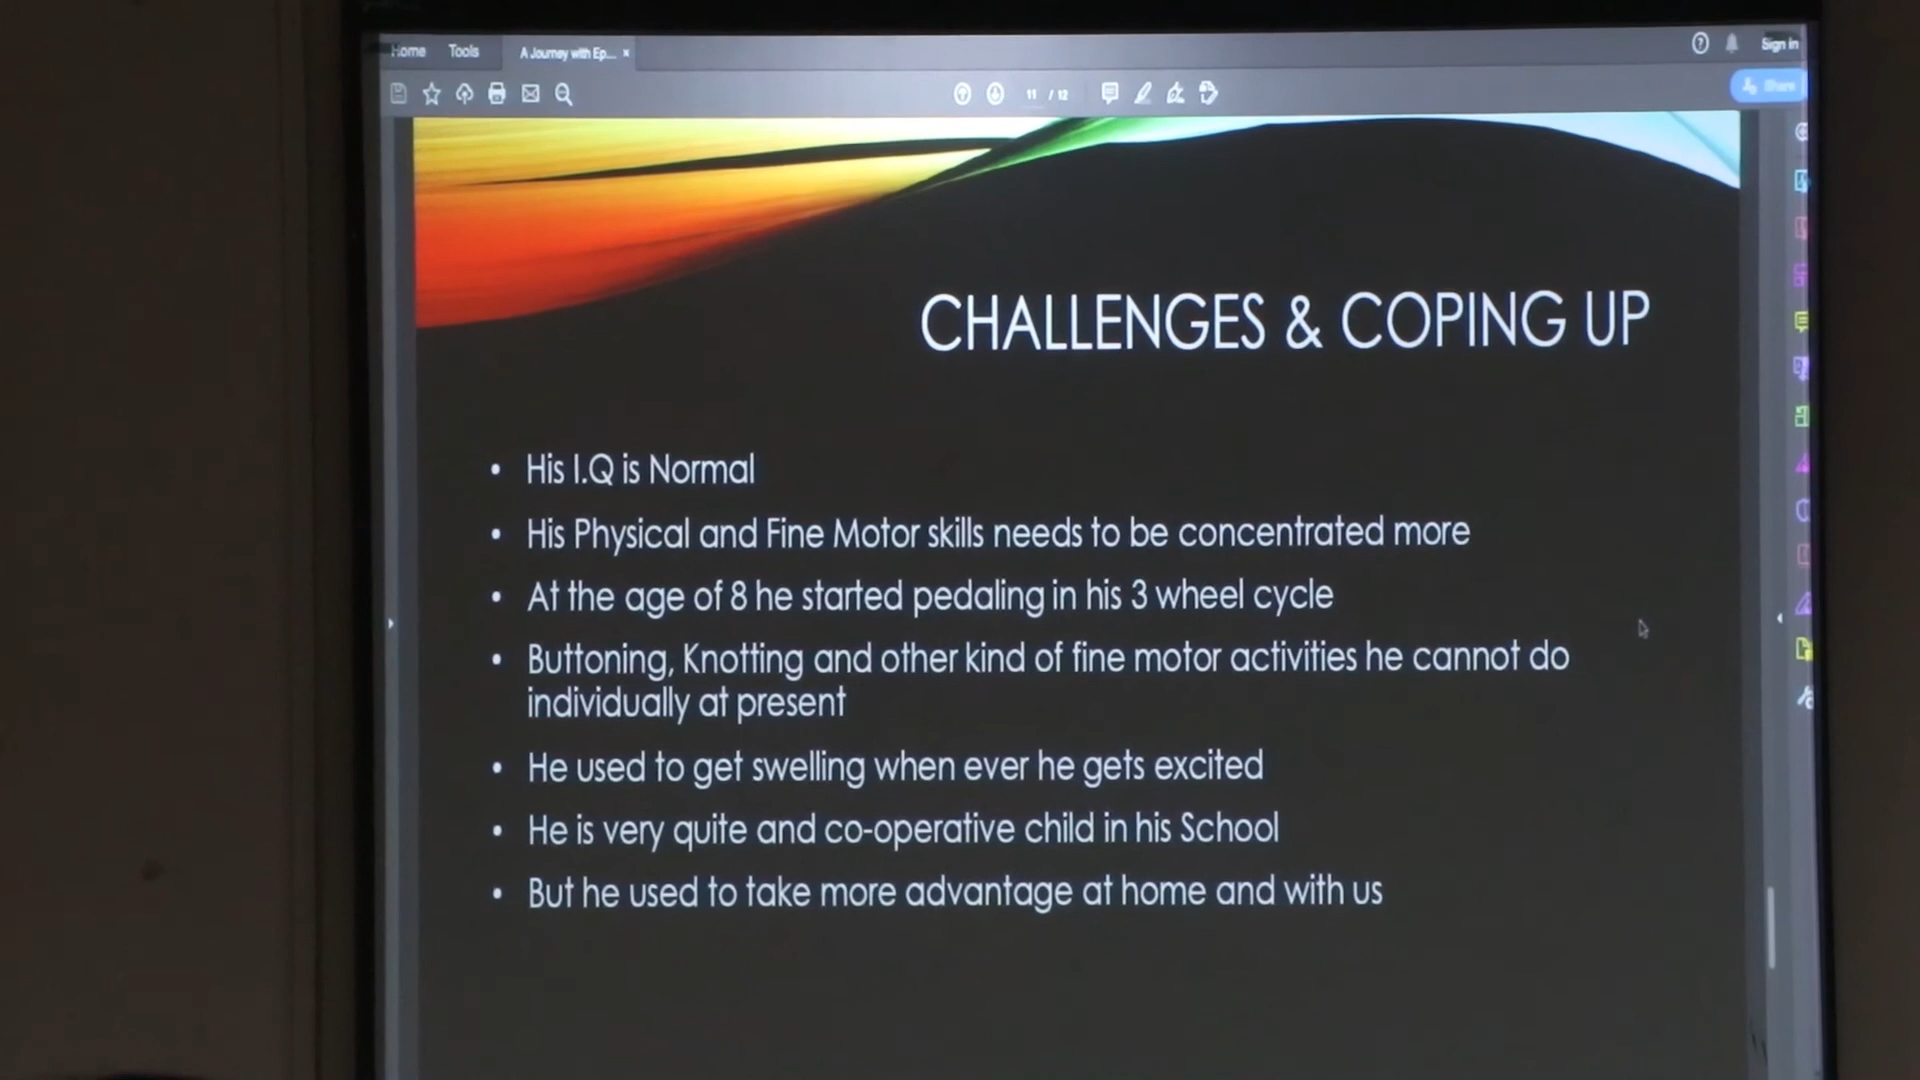 Home Tools A Journey with Ep... × Sign in
11 / 12 Share
CHALLENGES & COPING UP
• His I.Q is Normal
• His Physical and Fine Motor skills needs to be concentrated more
• At the age of 8 he started pedaling in his 3 wheel cycle
• Buttoning, Knotting and other kind of fine motor activities he cannot do
individually at present
• He used to get swelling when ever he gets excited
• He is very quite and co-operative child in his School
• But he used to take more advantage at home and with us